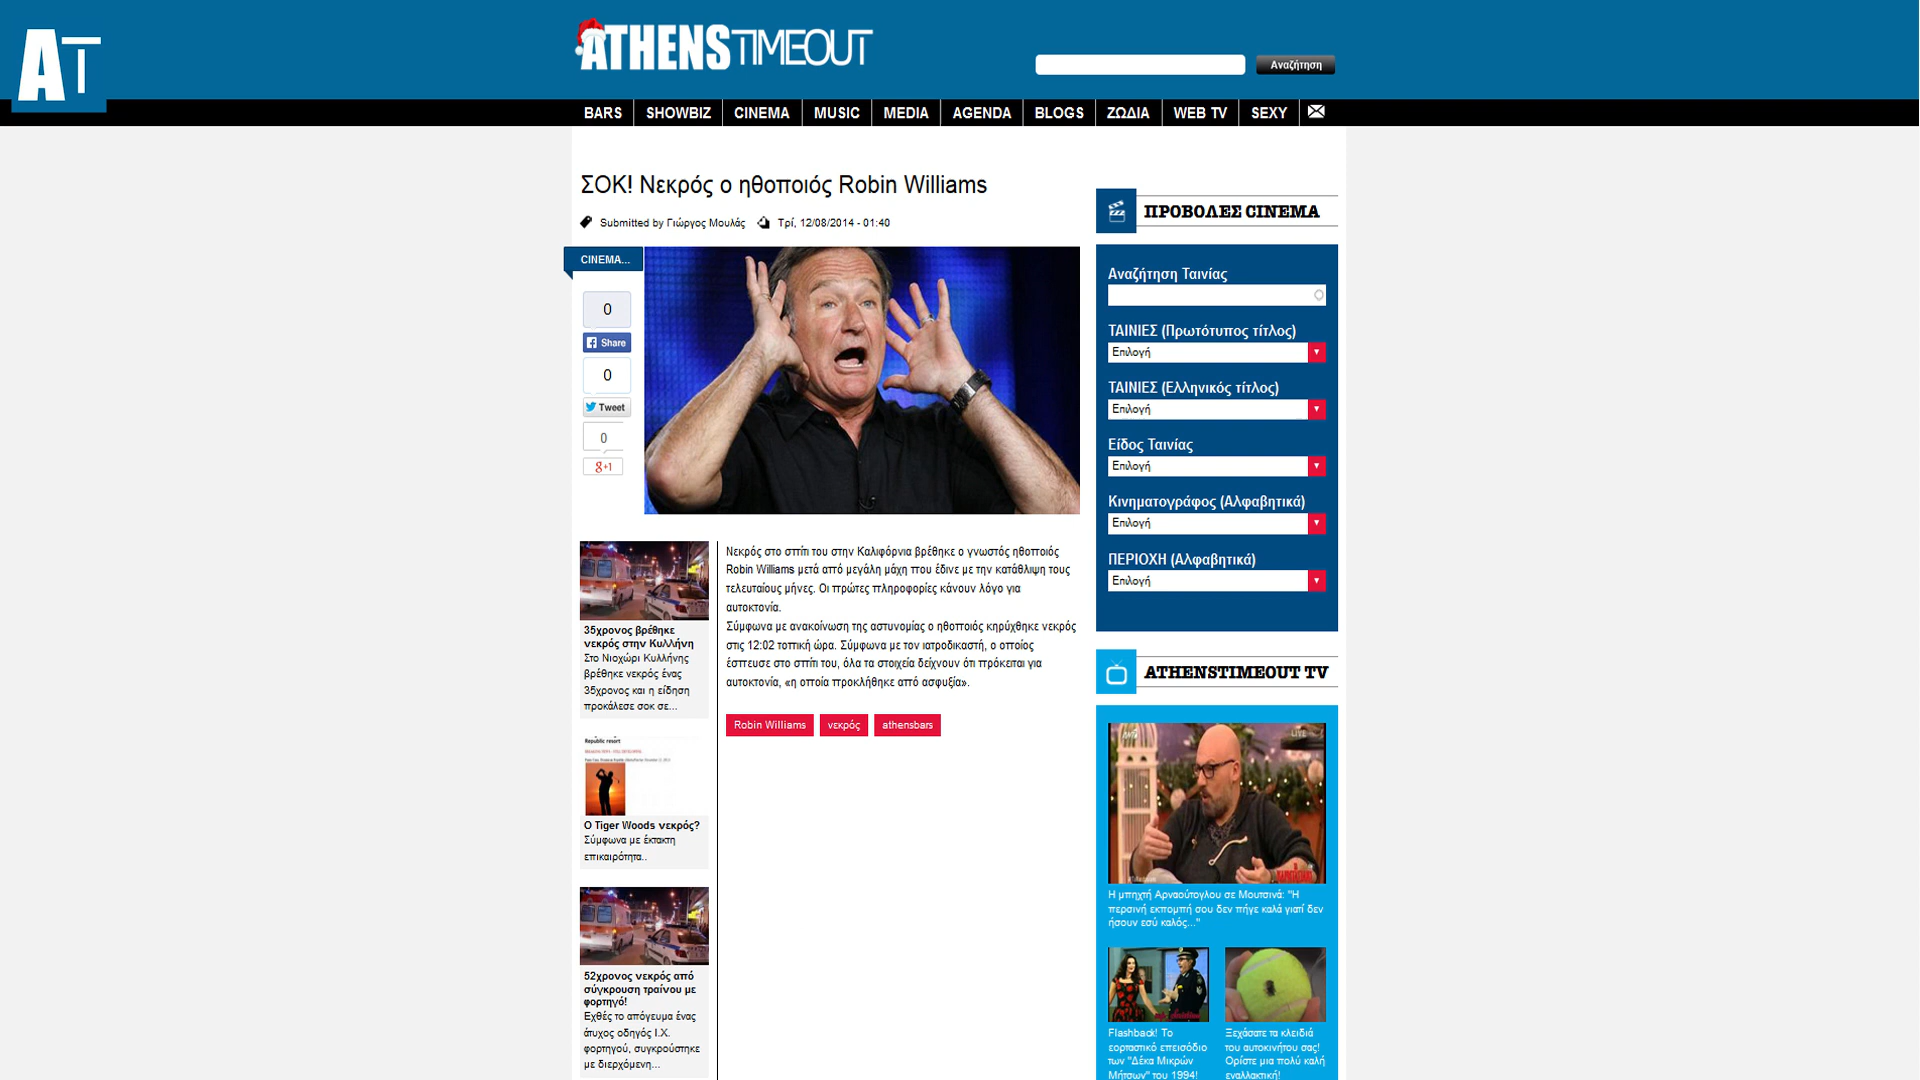 AT
ATHENSTIMEOUT
Αναζήτηση
BARS
SHOWBIZ
CINEMA
MUSIC
MEDIA
AGENDA
BLOGS
ΖΩΔΙΑ
WEB TV
SEXY
ΣΟΚ! Νεκρός ο ηθοποιός Robin Williams
Submitted by Γιώργος Μουλάς
Τρί, 12/08/2014 - 01:40
CINEMA...
0
Share
0
Tweet
0
g+1
35χρονος βρέθηκε
νεκρός στην Κυλλήνη
Στο Νιοχώρι Κυλλήνης
βρέθηκε νεκρός ένας
35χρονος και η είδηση
προκάλεσε σοκ σε...
Republic resort
Ο Tiger Woods νεκρός?
Σύμφωνα με έκτακτη
επικαιρότητα..
52χρονος νεκρός από
σύγκρουση τραίνου με
φορτηγό!
Εχθές το απόγευμα ένας
άτυχος οδηγός Ι.Χ.
φορτηγού, συγκρούστηκε
με διερχόμενη...
Νεκρός στο σπίτι του στην Καλιφόρνια βρέθηκε ο γνωστός ηθοποιός
Robin Williams μετά από μεγάλη μάχη που έδινε με την κατάθλιψη τους
τελευταίους μήνες. Οι πρώτες πληροφορίες κάνουν λόγο για
αυτοκτονία.
Σύμφωνα με ανακοίνωση της αστυνομίας ο ηθοποιός κηρύχθηκε νεκρός
στις 12:02 τοπική ώρα. Σύμφωνα με τον ιατροδικαστή, ο οποίος
έσπευσε στο σπίτι του, όλα τα στοιχεία δείχνουν ότι πρόκειται για
αυτοκτονία, «η οποία προκλήθηκε από ασφυξία».
Robin Williams
νεκρός
athensbars
ΠΡΟΒΟΛΕΣ CINEMA
Αναζήτηση Ταινίας
ΤΑΙΝΙΕΣ (Πρωτότυπος τίτλος)
Επιλογή
ΤΑΙΝΙΕΣ (Ελληνικός τίτλος)
Επιλογή
Είδος Ταινίας
Επιλογή
Κινηματογράφος (Αλφαβητικά)
Επιλογή
ΠΕΡΙΟΧΗ (Αλφαβητικά)
Επιλογή
ATHENSTIMEOUT TV
LIVE
Η μπηχτή Αρναούτογλου σε Μουτσινά: "Η
περσινή εκπομπή σου δεν πήγε καλά γιατί δεν
ήσουν εσύ καλός..."
Flashback! Το
εορταστικό επεισόδιο
των "Δέκα Μικρών
Μήτσων" του 1994!
Ξεχάσατε τα κλειδιά
του αυτοκινήτου σας!
Ορίστε μια πολύ καλή
εναλλακτική!